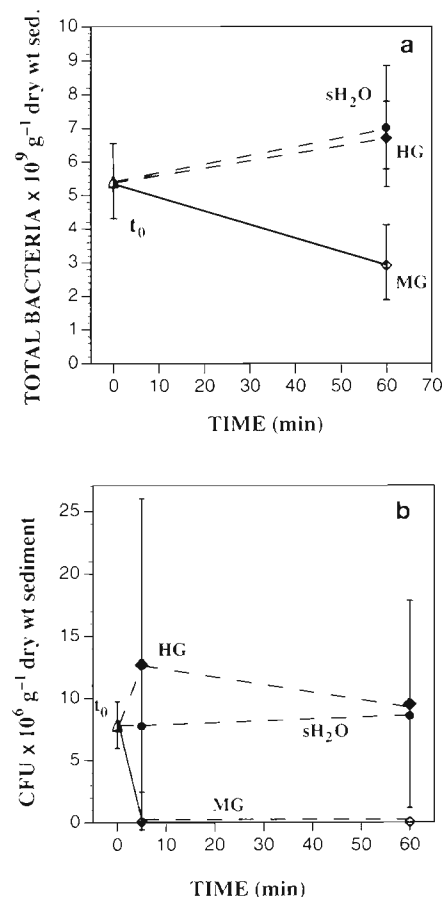 a
TOTAL BACTERIA x 10⁹ g⁻¹ dry wt sed.
10
9
8
7
6
5
4
3
2
1
0
sH₂O
HG
t₀
MG
0 10 20 30 40 50 60 70
TIME (min)
b
CFU x 10⁶ g⁻¹ dry wt sediment
25
20
15
10
5
0
HG
t₀
sH₂O
MG
0 10 20 30 40 50 60
TIME (min)